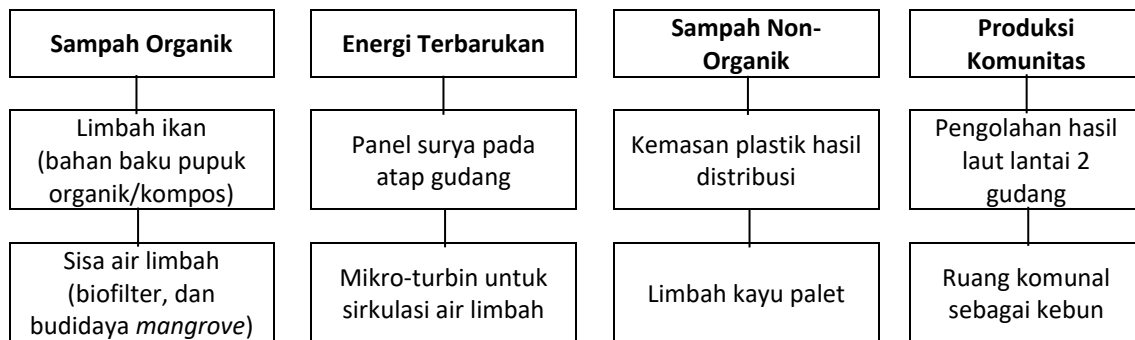 Sampah Organik
Limbah ikan
(bahan baku pupuk
organik/kompos)
Sisa air limbah
(biofilter, dan
budidaya mangrove)
Energi Terbarukan
Panel surya pada
atap gudang
Mikro-turbin untuk
sirkulasi air limbah
Sampah Non-
Organik
Kemasan plastik hasil
distribusi
Limbah kayu palet
Produksi
Komunitas
Pengolahan hasil
laut lantai 2
gudang
Ruang komunal
sebagai kebun